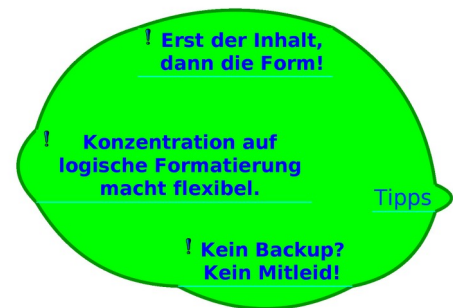 ! Erst der Inhalt,
dann die Form!
! Konzentration auf
logische Formatierung
macht flexibel.
Tipps
! Kein Backup?
Kein Mitleid!